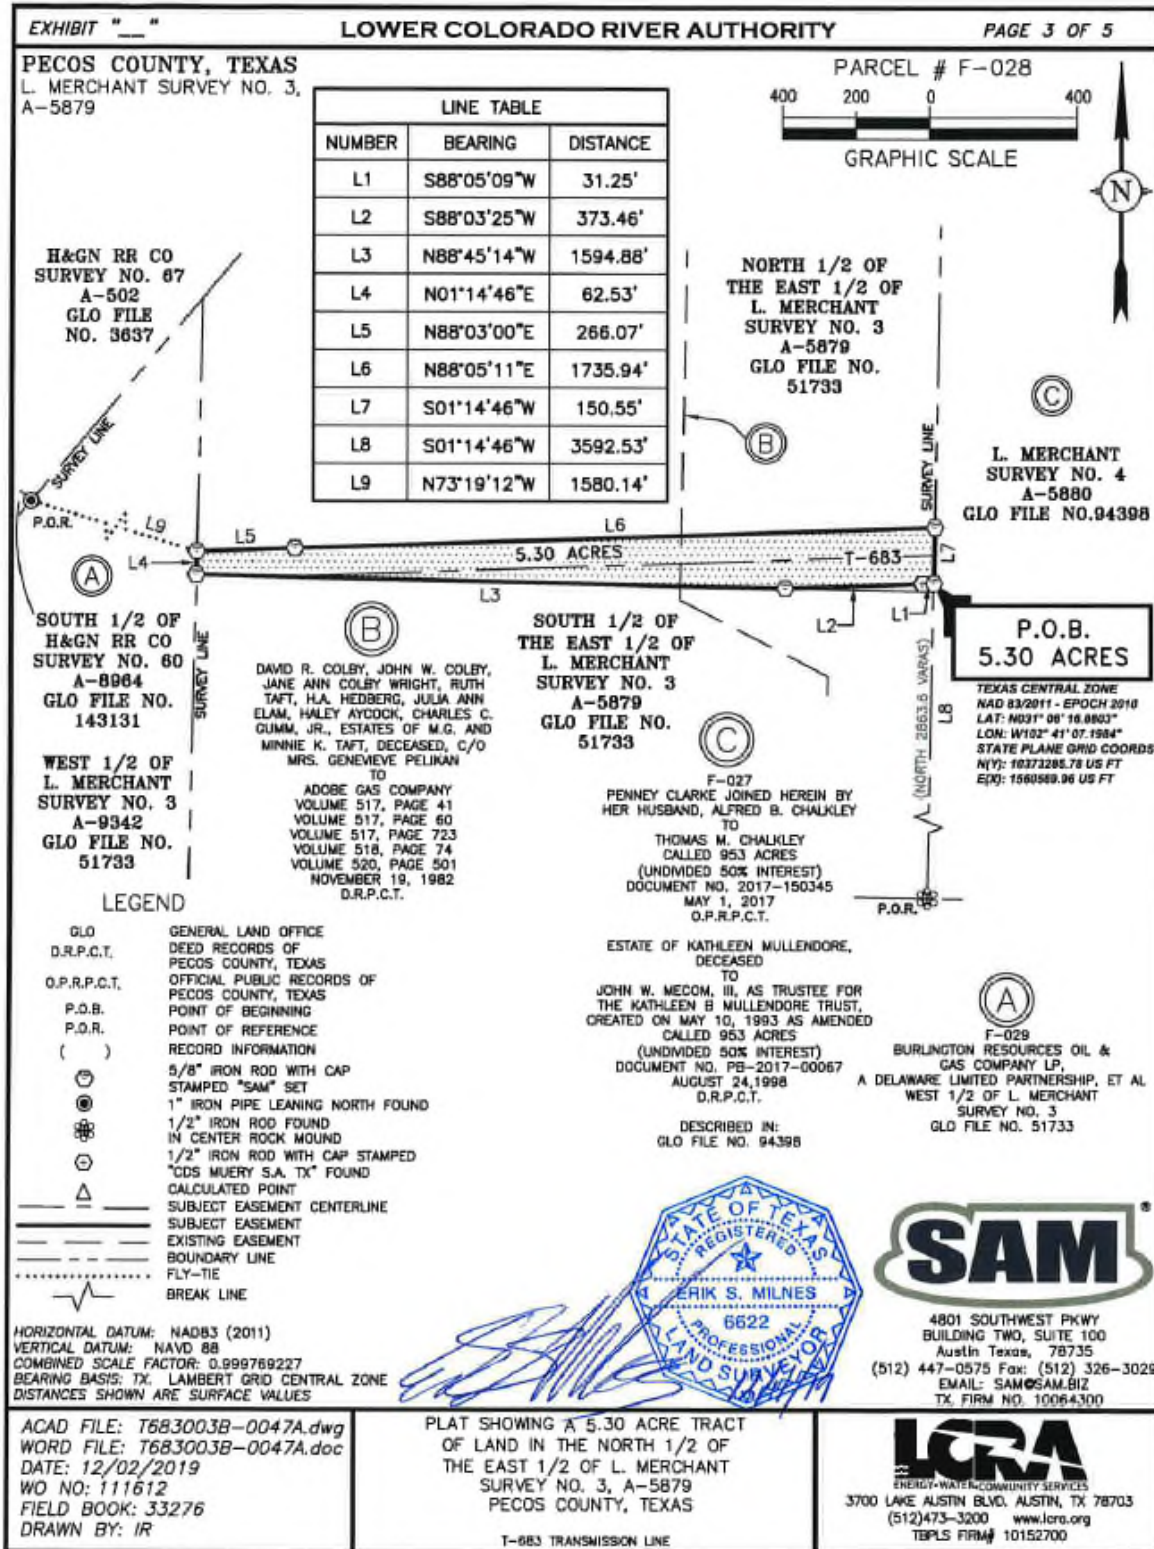 EXHIBIT "__"
LOWER COLORADO RIVER AUTHORITY
PAGE 3 OF 5
PECOS COUNTY, TEXAS
L. MERCHANT SURVEY NO. 3,
A-5879
PARCEL # F-028
400 200 0 400
GRAPHIC SCALE
N
LINE TABLE
NUMBER BEARING DISTANCE
L1 S88°05'09"W 31.25'
L2 S88°03'25"W 373.46'
L3 N88°45'14"W 1594.88'
L4 N01°14'46"E 62.53'
L5 N88°03'00"E 266.07'
L6 N88°05'11"E 1735.94'
L7 S01°14'46"W 150.55'
L8 S01°14'46"W 3592.53'
L9 N73°19'12"W 1580.14'
H&GN RR CO
SURVEY NO. 67
A-502
GLO FILE
NO. 3637
NORTH 1/2 OF
THE EAST 1/2 OF
L. MERCHANT
SURVEY NO. 3
A-5879
GLO FILE NO.
51733
C
L. MERCHANT
SURVEY NO. 4
A-5880
GLO FILE NO.94398
B
SURVEY LINE
SURVEY LINE
P.O.R.
L9
L5
L6
5.30 ACRES
T-683
L7
L4
L3
L2
L1
A
SOUTH 1/2 OF
H&GN RR CO
SURVEY NO. 60
A-8964
GLO FILE NO.
143131
SURVEY LINE
WEST 1/2 OF
L. MERCHANT
SURVEY NO. 3
A-9342
GLO FILE NO.
51733
B
DAVID R. COLBY, JOHN W. COLBY,
JANE ANN COLBY WRIGHT, RUTH
TAFT, H.A. HEDBERG, JULIA ANN
ELAM, HALEY AYCOCK, CHARLES C.
GUMM, JR., ESTATES OF M.G. AND
MINNIE K. TAFT, DECEASED, C/O
MRS. GENEVIEVE PELIKAN
TO
ADOBE GAS COMPANY
VOLUME 517, PAGE 41
VOLUME 517, PAGE 60
VOLUME 517, PAGE 723
VOLUME 518, PAGE 74
VOLUME 520, PAGE 501
NOVEMBER 19, 1982
D.R.P.C.T.
SOUTH 1/2 OF
THE EAST 1/2 OF
L. MERCHANT
SURVEY NO. 3
A-5879
GLO FILE NO.
51733
P.O.B.
5.30 ACRES
TEXAS CENTRAL ZONE
NAD 83/2011 - EPOCH 2010
LAT: N031° 06' 16.8603"
LON: W102° 41' 07.1984"
STATE PLANE GRID COORDS
N(Y): 10373286.78 US FT
E(X): 1560569.96 US FT
(NORTH 2863.6 VARAS)
L8
P.O.R.
C
F-027
PENNEY CLARKE JOINED HEREIN BY
HER HUSBAND, ALFRED B. CHALKLEY
TO
THOMAS M. CHALKLEY
CALLED 953 ACRES
(UNDIVIDED 50% INTEREST)
DOCUMENT NO. 2017-150345
MAY 1, 2017
O.P.R.P.C.T.
ESTATE OF KATHLEEN MULLENDORE,
DECEASED
TO
JOHN W. MECOM, III, AS TRUSTEE FOR
THE KATHLEEN B MULLENDORE TRUST,
CREATED ON MAY 10, 1993 AS AMENDED
CALLED 953 ACRES
(UNDIVIDED 50% INTEREST)
DOCUMENT NO. PB-2017-00067
AUGUST 24,1998
D.R.P.C.T.
DESCRIBED IN:
GLO FILE NO. 94398
A
F-029
BURLINGTON RESOURCES OIL &
GAS COMPANY LP,
A DELAWARE LIMITED PARTNERSHIP, ET AL
WEST 1/2 OF L. MERCHANT
SURVEY NO. 3
GLO FILE NO. 51733
LEGEND
GLO GENERAL LAND OFFICE
D.R.P.C.T. DEED RECORDS OF
PECOS COUNTY, TEXAS
O.P.R.P.C.T. OFFICIAL PUBLIC RECORDS OF
PECOS COUNTY, TEXAS
P.O.B. POINT OF BEGINNING
P.O.R. POINT OF REFERENCE
( ) RECORD INFORMATION
5/8" IRON ROD WITH CAP
STAMPED "SAM" SET
1" IRON PIPE LEANING NORTH FOUND
1/2" IRON ROD FOUND
IN CENTER ROCK MOUND
1/2" IRON ROD WITH CAP STAMPED
"CDS MUERY S.A. TX" FOUND
CALCULATED POINT
SUBJECT EASEMENT CENTERLINE
SUBJECT EASEMENT
EXISTING EASEMENT
BOUNDARY LINE
FLY-TIE
BREAK LINE
HORIZONTAL DATUM: NAD83 (2011)
VERTICAL DATUM: NAVD 88
COMBINED SCALE FACTOR: 0.999769227
BEARING BASIS: TX. LAMBERT GRID CENTRAL ZONE
DISTANCES SHOWN ARE SURFACE VALUES
STATE OF TEXAS
REGISTERED
ERIK S. MILNES
6622
PROFESSIONAL
LAND SURVEYOR
SAM®
4801 SOUTHWEST PKWY
BUILDING TWO, SUITE 100
Austin Texas, 78735
(512) 447-0575 Fax: (512) 326-3029
EMAIL: SAM@SAM.BIZ
TX. FIRM NO. 10064300
ACAD FILE: T683003B-0047A.dwg
WORD FILE: T683003B-0047A.doc
DATE: 12/02/2019
WO NO: 111612
FIELD BOOK: 33276
DRAWN BY: IR
PLAT SHOWING A 5.30 ACRE TRACT
OF LAND IN THE NORTH 1/2 OF
THE EAST 1/2 OF L. MERCHANT
SURVEY NO. 3, A-5879
PECOS COUNTY, TEXAS
T-683 TRANSMISSION LINE
LCRA
ENERGY•WATER•COMMUNITY SERVICES
3700 LAKE AUSTIN BLVD. AUSTIN, TX 78703
(512)473-3200 www.lcra.org
TBPLS FIRM# 10152700